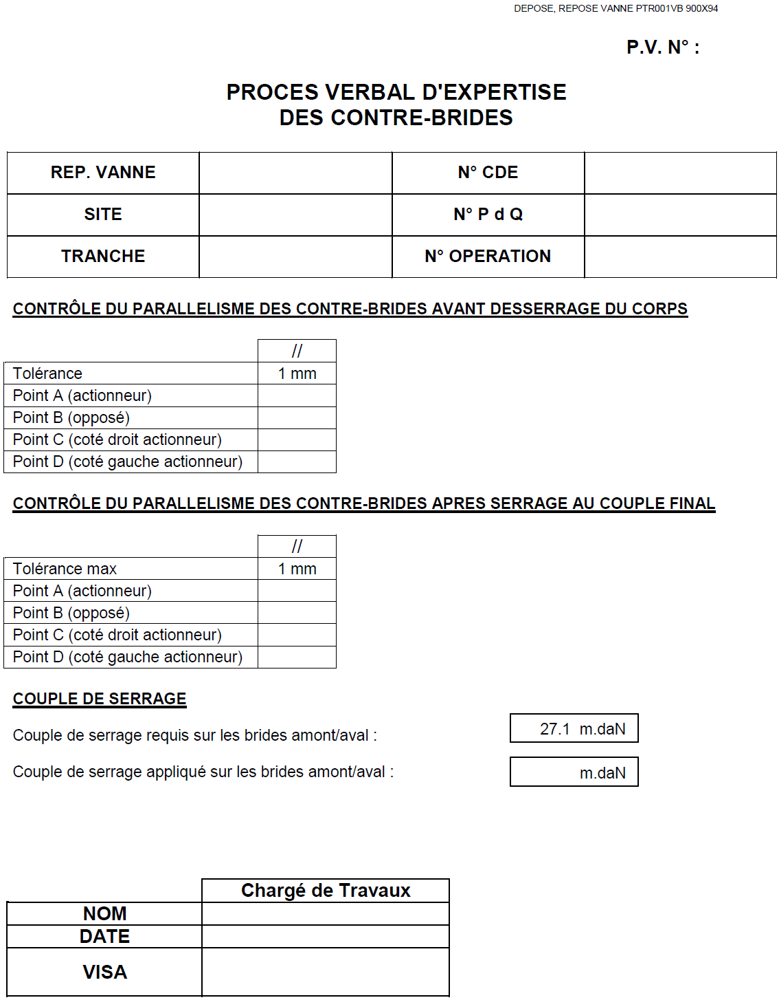 DEPOSE, REPOSE VANNE PTR001VB 900X94
P.V. N° :
PROCES VERBAL D'EXPERTISE
DES CONTRE-BRIDES
REP. VANNE N° CDE
SITE N° P d Q
TRANCHE N° OPERATION
CONTRÔLE DU PARALLELISME DES CONTRE-BRIDES AVANT DESSERRAGE DU CORPS
//
Tolérance 1 mm
Point A (actionneur)
Point B (opposé)
Point C (coté droit actionneur)
Point D (coté gauche actionneur)
CONTRÔLE DU PARALLELISME DES CONTRE-BRIDES APRES SERRAGE AU COUPLE FINAL
//
Tolérance max 1 mm
Point A (actionneur)
Point B (opposé)
Point C (coté droit actionneur)
Point D (coté gauche actionneur)
COUPLE DE SERRAGE
Couple de serrage requis sur les brides amont/aval : 27.1 m.daN
Couple de serrage appliqué sur les brides amont/aval : m.daN
Chargé de Travaux
NOM
DATE
VISA